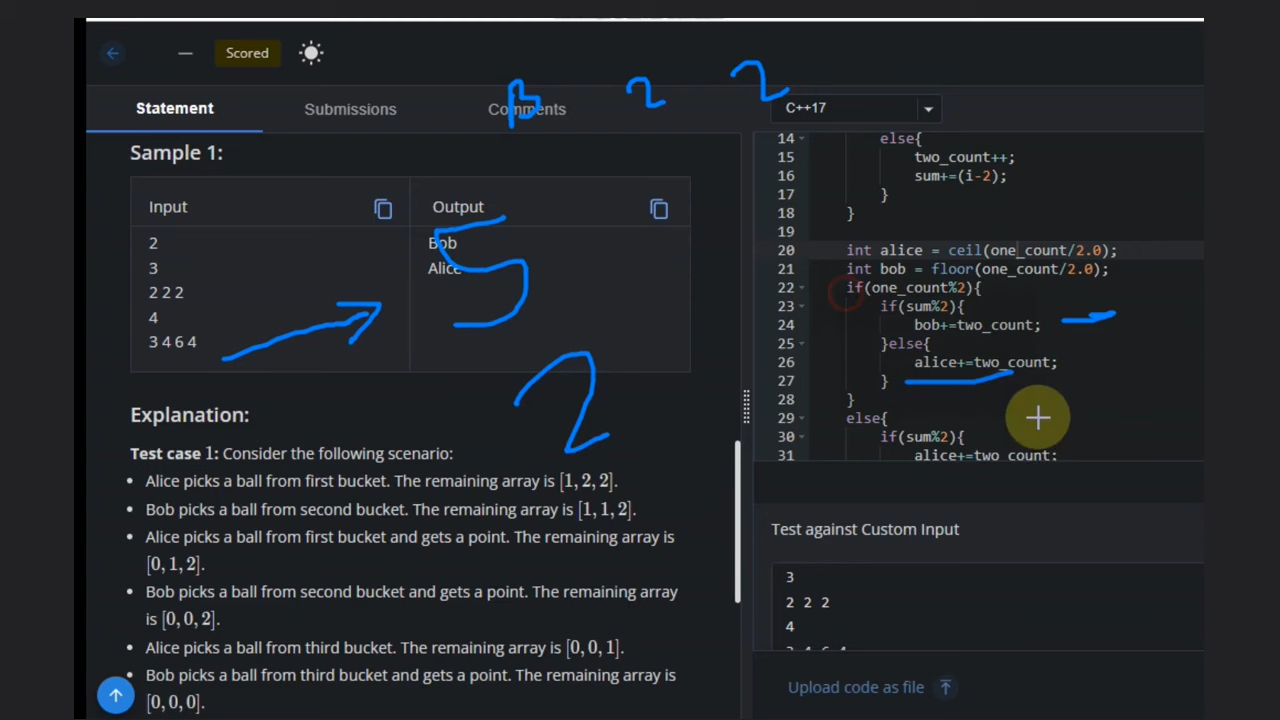 Scored
Statement
Submissions
Comments
B 2 2
C++17
Sample 1:
Input
Output
2
3
2 2 2
4
3 4 6 4
Bob
Alice
5
2
Explanation:
Test case 1: Consider the following scenario:
• Alice picks a ball from first bucket. The remaining array is [1, 2, 2].
• Bob picks a ball from second bucket. The remaining array is [1, 1, 2].
• Alice picks a ball from first bucket and gets a point. The remaining array is
[0, 1, 2].
• Bob picks a ball from second bucket and gets a point. The remaining array
is [0, 0, 2].
• Alice picks a ball from third bucket. The remaining array is [0, 0, 1].
• Bob picks a ball from third bucket and gets a point. The remaining array is
[0, 0, 0].
14 else{
15 two_count++;
16 sum+=(i-2);
17 }
18 }
19
20 int alice = ceil(one_count/2.0);
21 int bob = floor(one_count/2.0);
22 if(one_count%2){
23 if(sum%2){
24 bob+=two_count;
25 }else{
26 alice+=two_count;
27 }
28 }
29 else{
30 if(sum%2){
31 alice+=two_count;
Test against Custom Input
3
2 2 2
4
3 4 6 4
Upload code as file